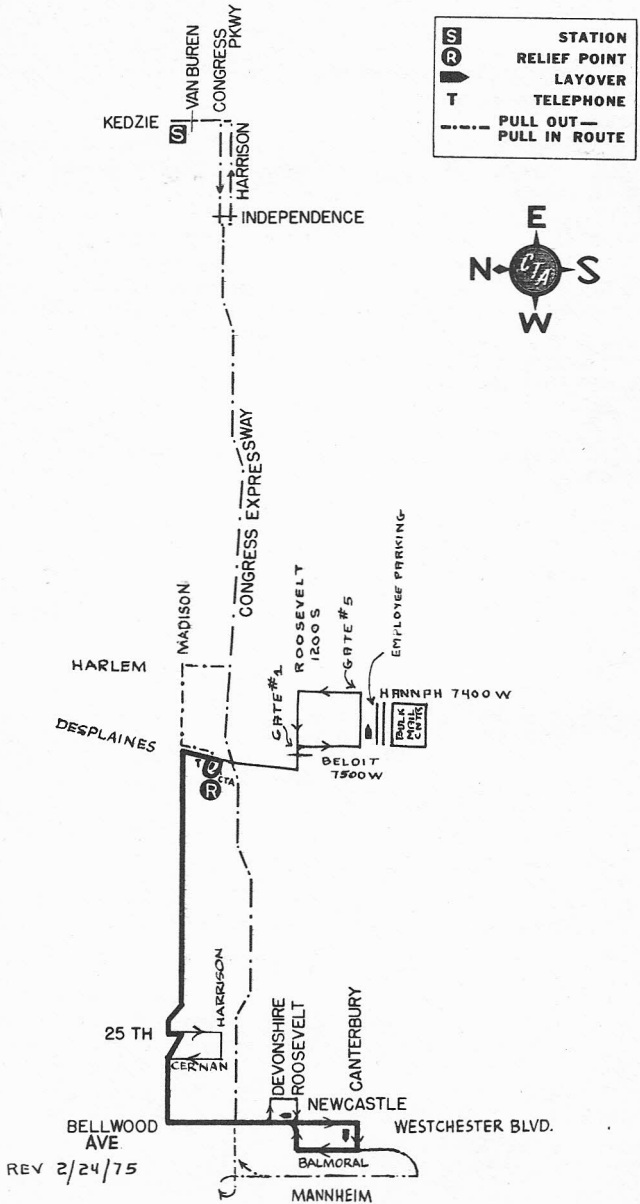 S STATION
R RELIEF POINT
LAYOVER
T TELEPHONE
PULL OUT—
PULL IN ROUTE
E
N CTA S
W
KEDZIE
S
VAN BUREN
CONGRESS
PKWY
HARRISON
INDEPENDENCE
CONGRESS EXPRESSWAY
MADISON
HARLEM
DESPLAINES
T
CTA
R
ROOSEVELT
1200 S
GATE #5
GATE #1
EMPLOYEE PARKING
HANNAH 7400 W
BULK
MAIL
CNTR
BELOIT
7500 W
HARRISON
25 TH
CERNAN
DEVONSHIRE
ROOSEVELT
CANTERBURY
NEWCASTLE
BELLWOOD
AVE.
WESTCHESTER BLVD.
BALMORAL
REV 2/24/75
MANNHEIM